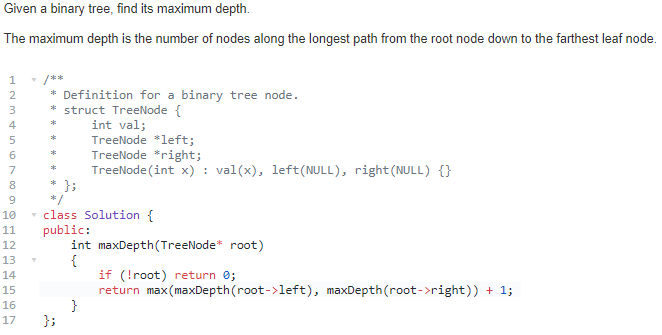 Given a binary tree, find its maximum depth.
The maximum depth is the number of nodes along the longest path from the root node down to the farthest leaf node.
1 /**
2  * Definition for a binary tree node.
3  * struct TreeNode {
4  *     int val;
5  *     TreeNode *left;
6  *     TreeNode *right;
7  *     TreeNode(int x) : val(x), left(NULL), right(NULL) {}
8  * };
9  */
10 class Solution {
11 public:
12     int maxDepth(TreeNode* root)
13     {
14         if (!root) return 0;
15         return max(maxDepth(root->left), maxDepth(root->right)) + 1;
16     }
17 };